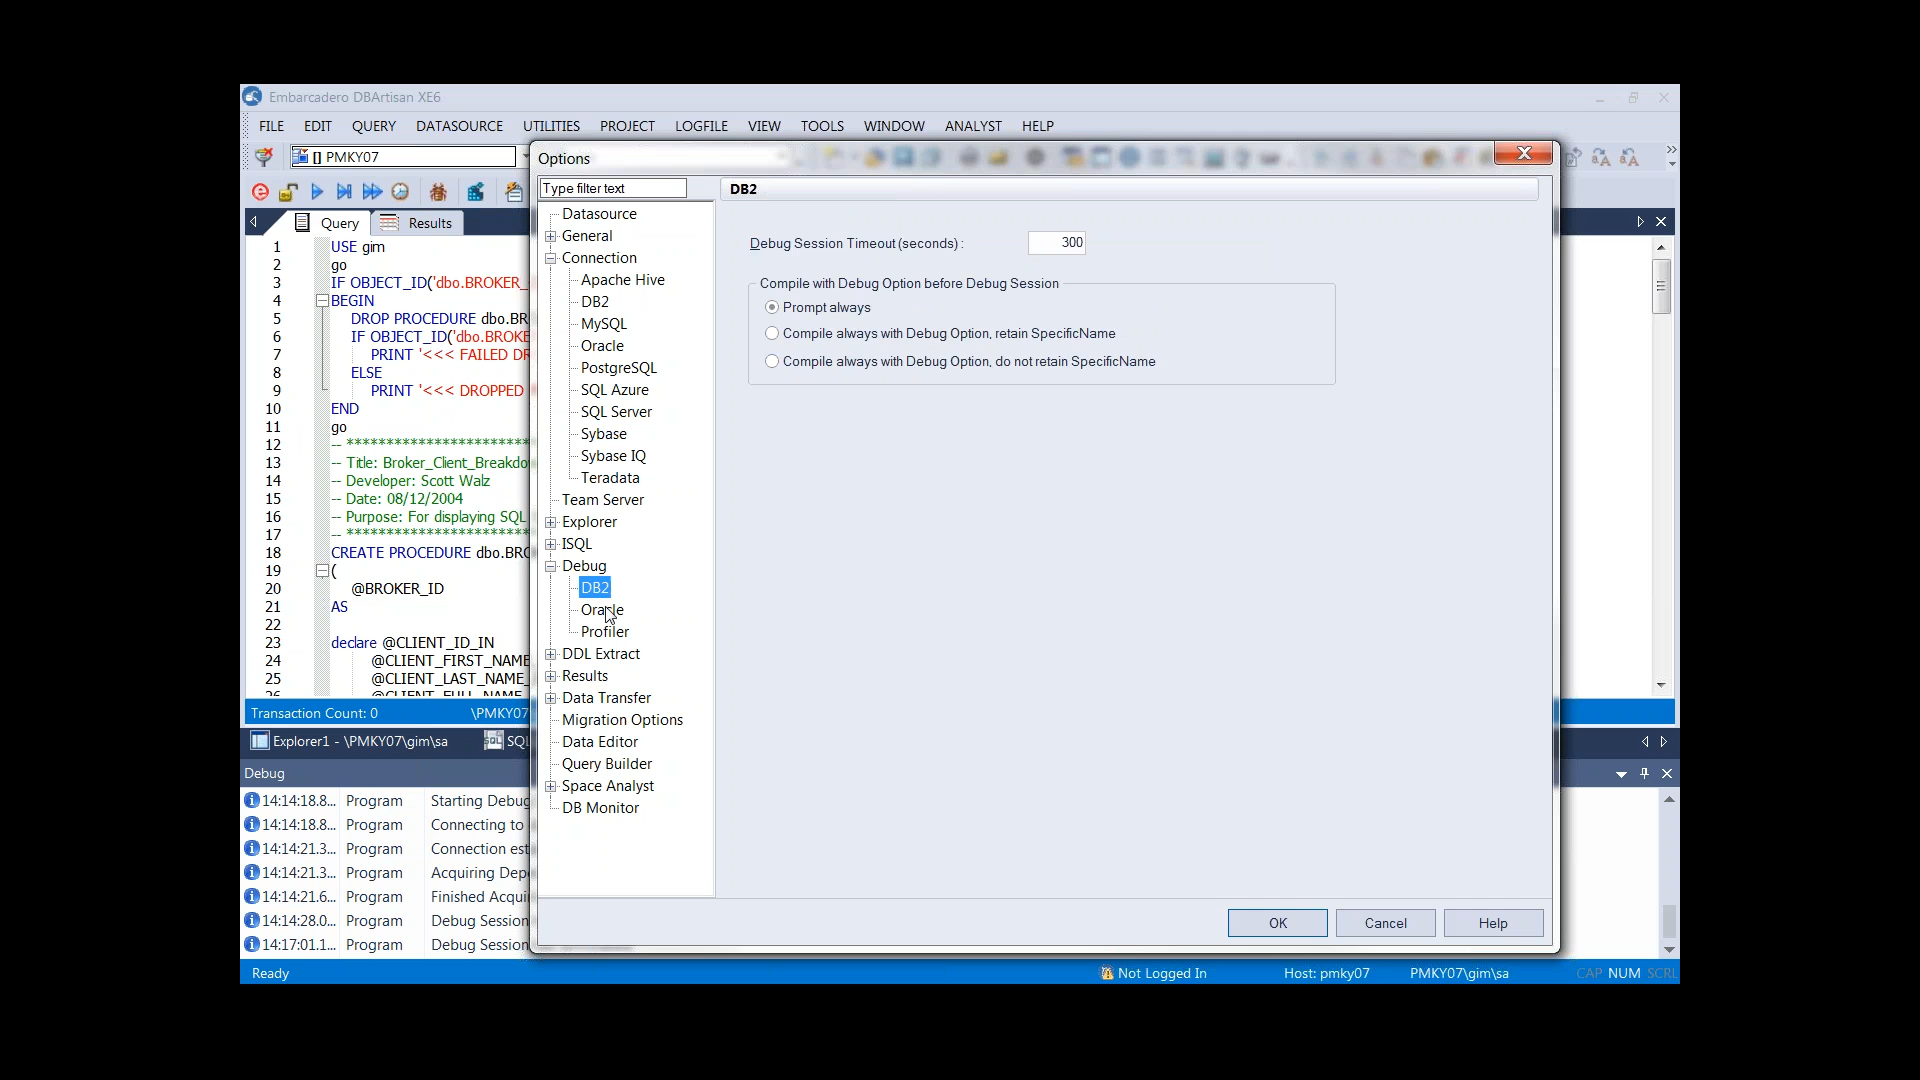 Embarcadero DBArtisan XE6
FILE EDIT QUERY DATASOURCE UTILITIES PROJECT LOGFILE VIEW TOOLS WINDOW ANALYST HELP
[] PMKY07
Query Results
1 USE gim
2 go
3 IF OBJECT_ID('dbo.BROKER_
4 BEGIN
5 DROP PROCEDURE dbo.BR
6 IF OBJECT_ID('dbo.BROKE
7 PRINT '<<< FAILED DR
8 ELSE
9 PRINT '<<< DROPPED
10 END
11 go
12 -- *************************
13 -- Title: Broker_Client_Breakdo
14 -- Developer: Scott Walz
15 -- Date: 08/12/2004
16 -- Purpose: For displaying SQL
17 -- *************************
18 CREATE PROCEDURE dbo.BRO
19 (
20 @BROKER_ID
21 AS
22
23 declare @CLIENT_ID_IN
24 @CLIENT_FIRST_NAME
25 @CLIENT_LAST_NAME_
26 @CLIENT_FULL_NAME
Transaction Count: 0 \PMKY07
Explorer1 - \PMKY07\gim\sa SQL
Debug
14:14:18.8... Program Starting Debug
14:14:18.8... Program Connecting to
14:14:21.3... Program Connection est
14:14:21.3... Program Acquiring Depe
14:14:21.6... Program Finished Acqui
14:14:28.0... Program Debug Session
14:17:01.1... Program Debug Session
Ready Not Logged In Host: pmky07 PMKY07\gim\sa CAP NUM SCRL
Options
Type filter text
Datasource
General
Connection
Apache Hive
DB2
MySQL
Oracle
PostgreSQL
SQL Azure
SQL Server
Sybase
Sybase IQ
Teradata
Team Server
Explorer
ISQL
Debug
DB2
Oracle
Profiler
DDL Extract
Results
Data Transfer
Migration Options
Data Editor
Query Builder
Space Analyst
DB Monitor
DB2
Debug Session Timeout (seconds) : 300
Compile with Debug Option before Debug Session
Prompt always
Compile always with Debug Option, retain SpecificName
Compile always with Debug Option, do not retain SpecificName
OK Cancel Help